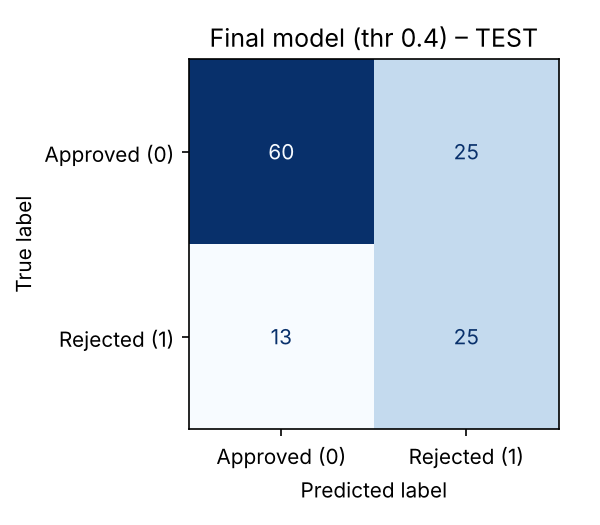 Final model (thr 0.4) – TEST
True label
Approved (0)
60
25
Rejected (1)
13
25
Approved (0)
Rejected (1)
Predicted label